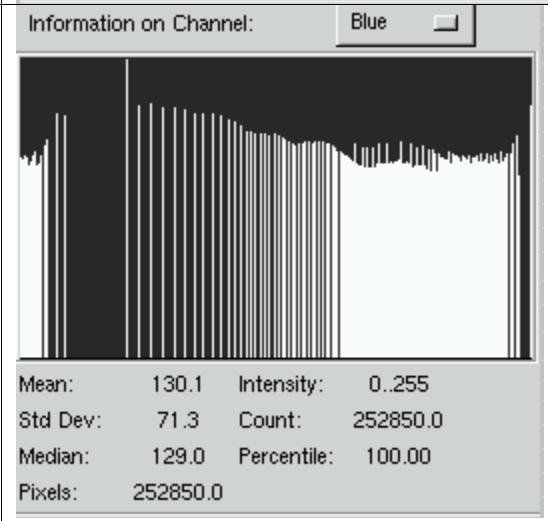 Information on Channel: Blue
Mean: 130.1 Intensity: 0..255
Std Dev: 71.3 Count: 252850.0
Median: 129.0 Percentile: 100.00
Pixels: 252850.0